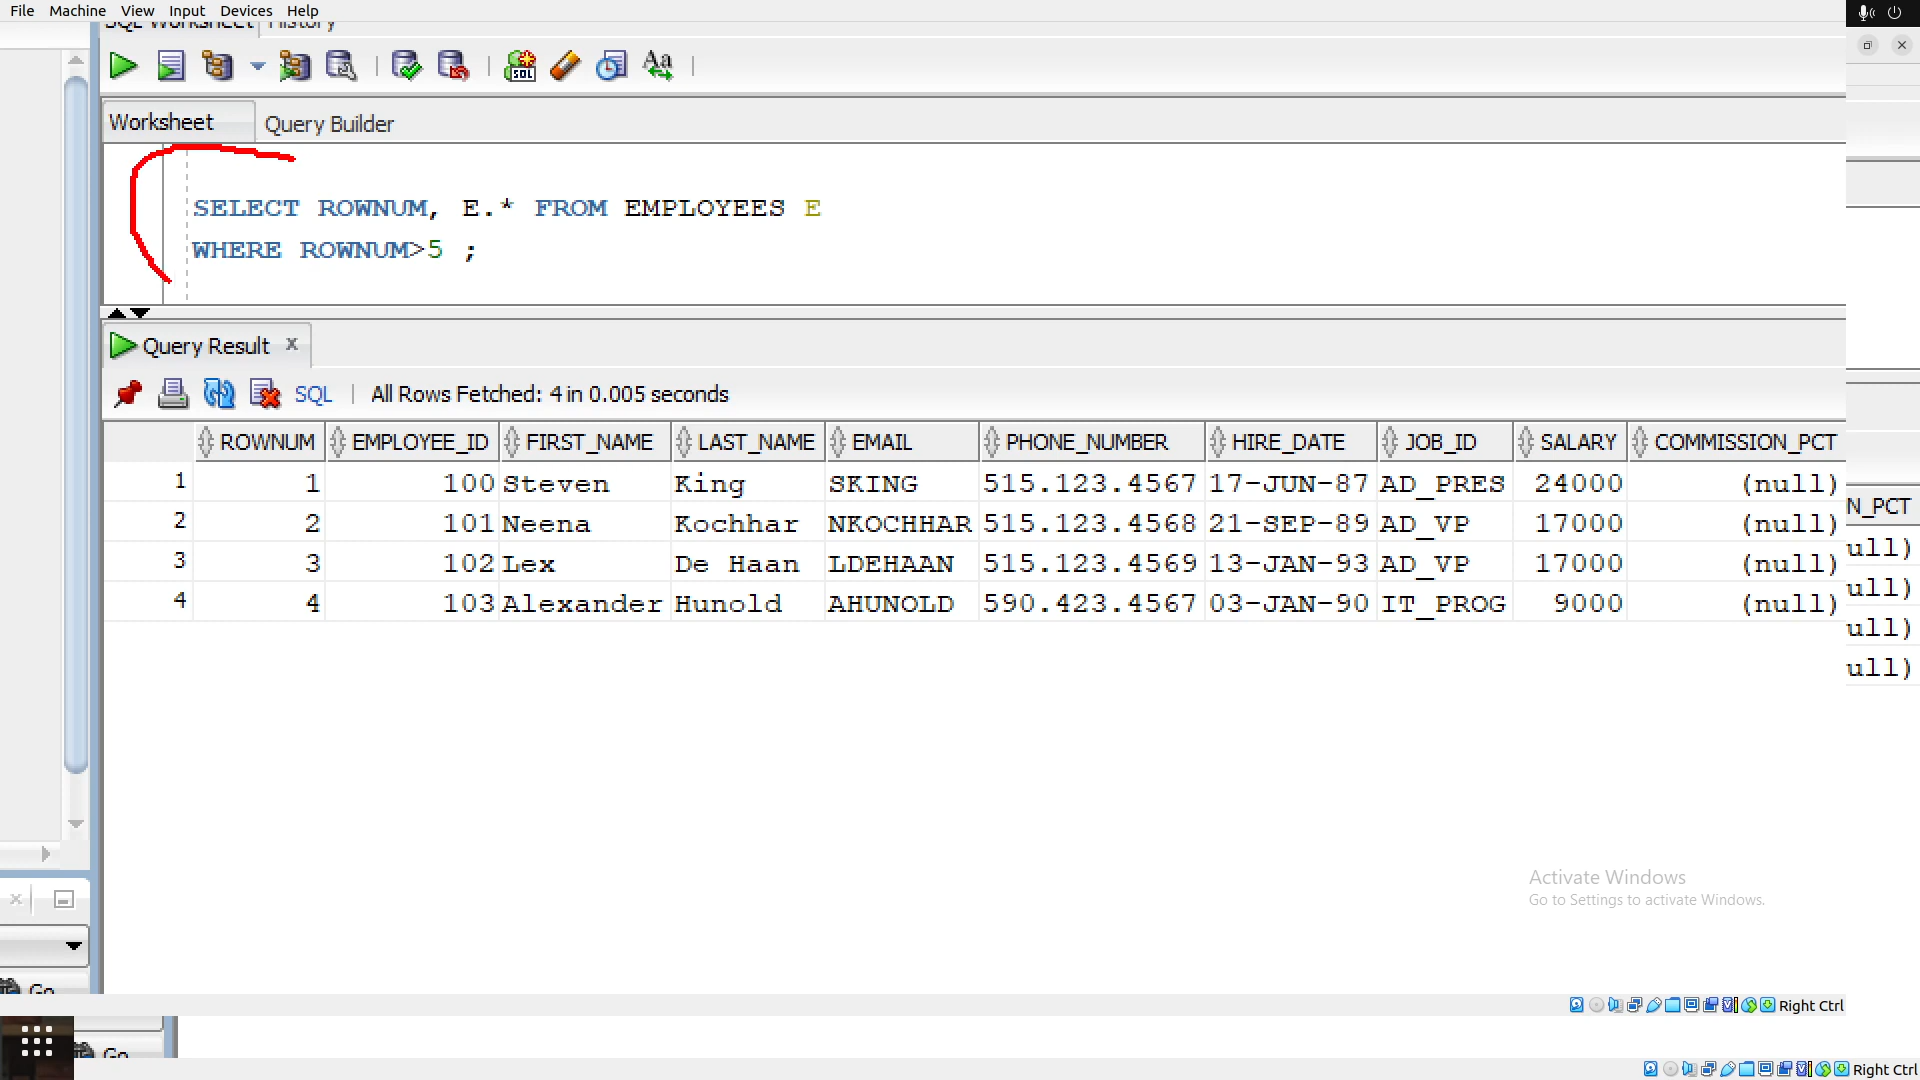 File Machine View Input Devices Help
SQL Worksheet History
Worksheet Query Builder
SELECT ROWNUM, E.* FROM EMPLOYEES E
WHERE ROWNUM>5 ;
Query Result x
SQL | All Rows Fetched: 4 in 0.005 seconds
ROWNUM EMPLOYEE_ID FIRST_NAME LAST_NAME EMAIL PHONE_NUMBER HIRE_DATE JOB_ID SALARY COMMISSION_PCT
1 1 100 Steven King SKING 515.123.4567 17-JUN-87 AD_PRES 24000 (null)
2 2 101 Neena Kochhar NKOCHHAR 515.123.4568 21-SEP-89 AD_VP 17000 (null)
3 3 102 Lex De Haan LDEHAAN 515.123.4569 13-JAN-93 AD_VP 17000 (null)
4 4 103 Alexander Hunold AHUNOLD 590.423.4567 03-JAN-90 IT_PROG 9000 (null)
N_PCT
ull)
ull)
ull)
ull)
Activate Windows
Go to Settings to activate Windows.
Go
Right Ctrl
Go
Right Ctrl